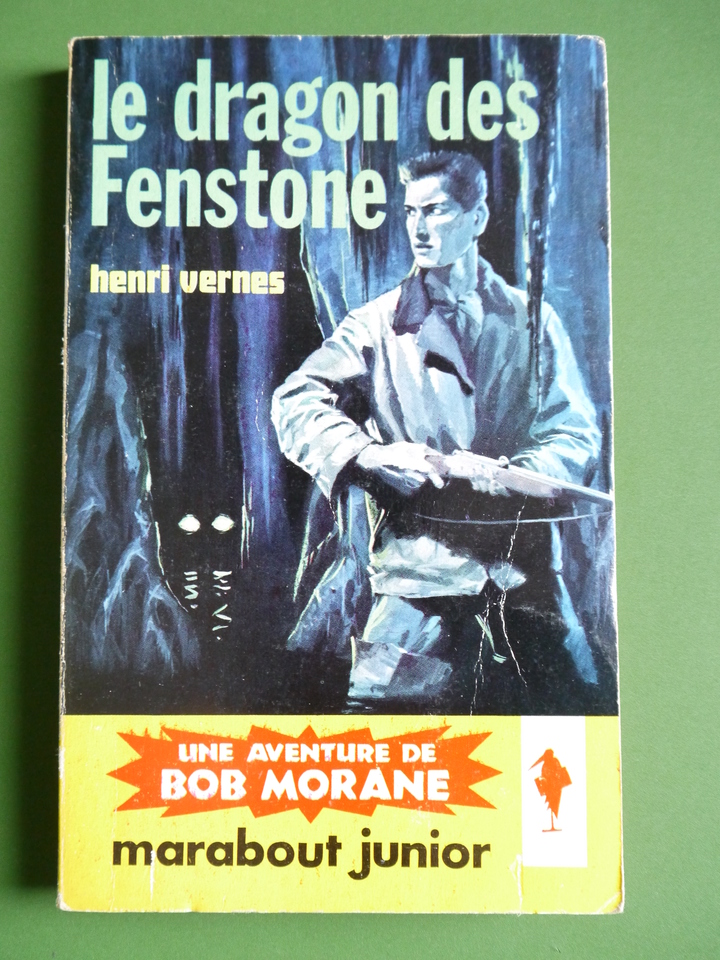 le dragon des
Fenstone
henri vernes
UNE AVENTURE DE
BOB MORANE
marabout junior